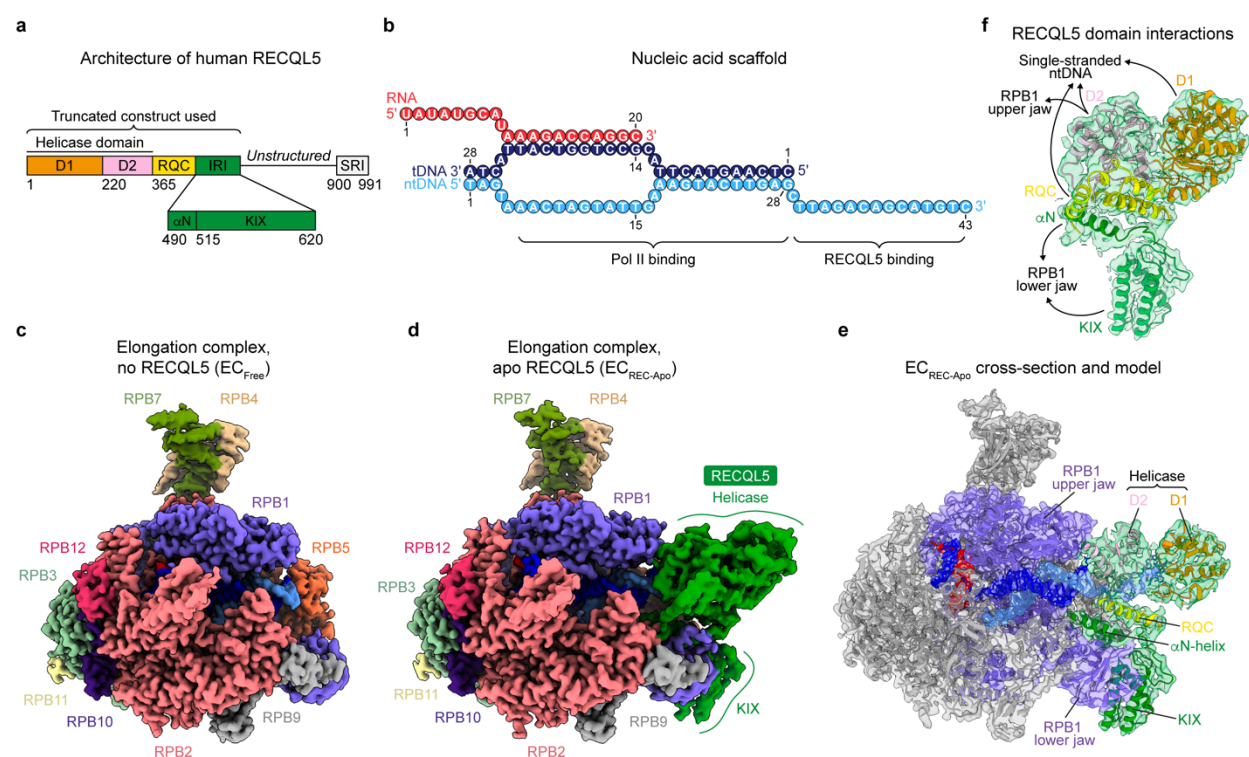 a
Architecture of human RECQL5
Truncated construct used
Helicase domain
Unstructured
D1
D2
RQC
IRI
SRI
1
220
365
900
991
αN
KIX
490
515
620
b
Nucleic acid scaffold
RNA
5'
UAUAUGCA
U
AAAGACCAGGC
3'
1
20
28
14
1
tDNA 3'
ATC
A
TTACTGGTCCGC
A
TTCATGAACTC
5'
ntDNA 5'
TAG
T
AAACTAGTATTG
A
AAGTACTTGAG
C
TTAGACAGCATGTC
3'
1
15
28
43
Pol II binding
RECQL5 binding
f
RECQL5 domain interactions
Single-stranded
ntDNA
D1
D2
RPB1
upper jaw
RQC
αN
RPB1
lower jaw
KIX
c
Elongation complex,
no RECQL5 (ECFree)
RPB7
RPB4
RPB1
RPB12
RPB5
RPB3
RPB11
RPB10
RPB9
RPB2
d
Elongation complex,
apo RECQL5 (ECREC-Apo)
RPB7
RPB4
RECQL5
Helicase
RPB1
RPB12
RPB3
RPB11
RPB10
RPB9
KIX
RPB2
e
ECREC-Apo cross-section and model
RPB1
upper jaw
Helicase
D2
D1
RQC
αN-helix
RPB1
lower jaw
KIX